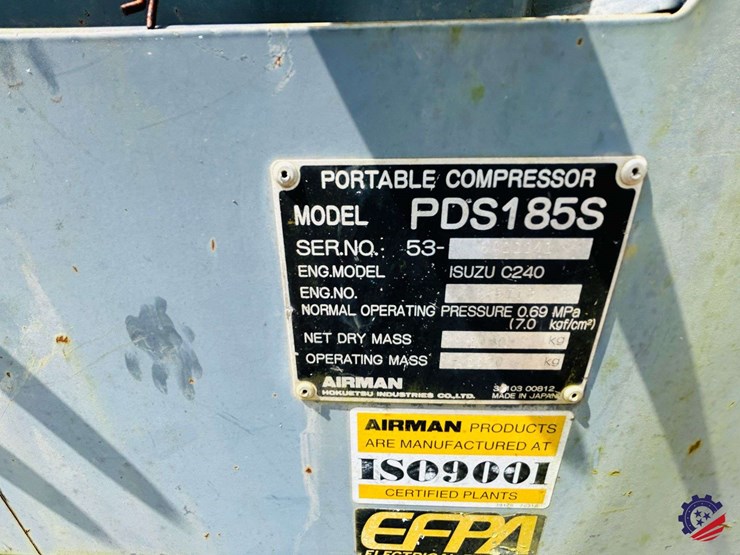 PORTABLE COMPRESSOR
MODEL PDS185S
SER.NO. 53-
ENG.MODEL ISUZU C240
ENG.NO.
NORMAL OPERATING PRESSURE 0.69 MPa
(7.0 kgf/cm²)
NET DRY MASS kg
OPERATING MASS kg
AIRMAN
HOKUETSU INDUSTRIES CO.,LTD.
00812
MADE IN JAPAN
AIRMAN PRODUCTS
ARE MANUFACTURED AT
ISO9001
CERTIFIED PLANTS
EFPA